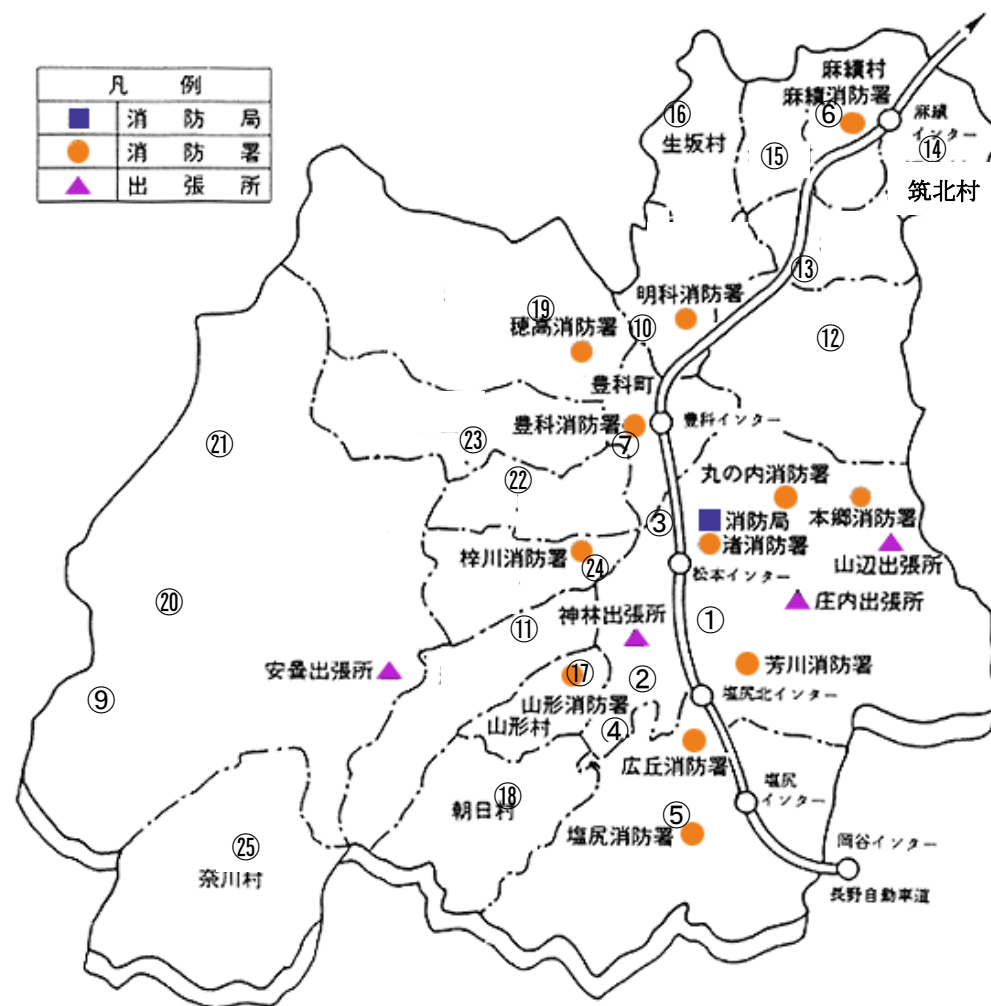 凡 例
消 防 局
消 防 署
出 張 所
麻績村
麻績消防署
⑥
麻績
インター
⑭
筑北村
⑯
生坂村
⑮
⑬
明科消防署
⑲
穂高消防署
⑩
⑫
豊科町
豊科消防署
⑦
豊科インター
㉑
㉓
㉒
丸の内消防署
本郷消防署
③
消防局
渚消防署
山辺出張所
梓川消防署
㉔
松本インター
⑳
⑪
神林出張所
①
庄内出張所
安曇出張所
⑨
⑰
山形消防署
山形村
②
芳川消防署
塩尻北インター
④
広丘消防署
⑱
朝日村
塩尻
インター
⑤
塩尻消防署
㉕
奈川村
岡谷インター
長野自動車道